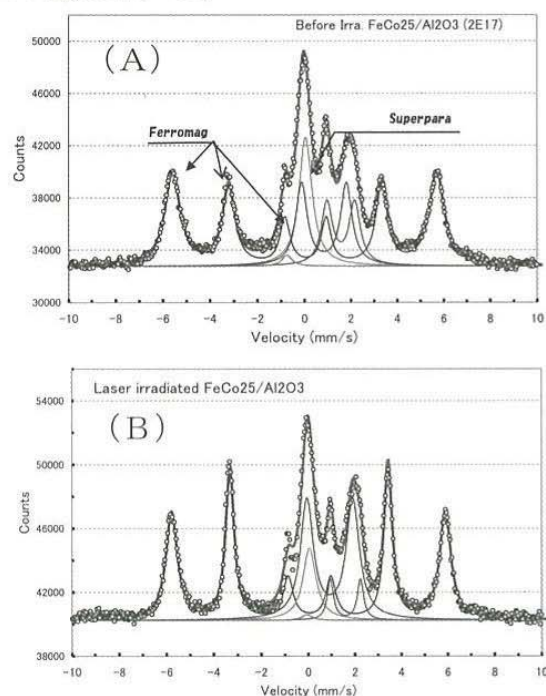 Before Irra. FeCo25/Al2O3 (2E17)
(A)
50000
46000
42000
38000
34000
30000
Counts
Ferromag
Superpara
-10 -8 -6 -4 -2 0 2 4 6 8 10
Velocity (mm/s)
Laser irradiated FeCo25/Al2O3
(B)
54000
50000
46000
42000
38000
Counts
-10 -8 -6 -4 -2 0 2 4 6 8 10
Velocity (mm/s)